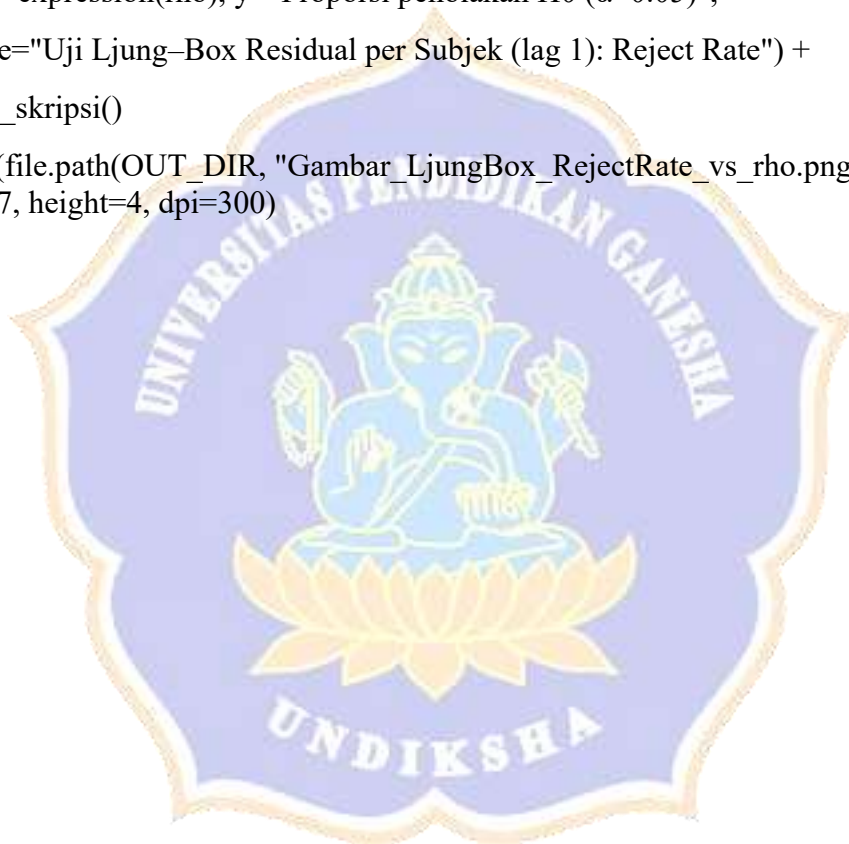 expression(rho), y="Proporsi penolakan H0 (α=0.05)",
e="Uji Ljung–Box Residual per Subjek (lag 1): Reject Rate") +
_skripsi()
(file.path(OUT_DIR, "Gambar_LjungBox_RejectRate_vs_rho.png
7, height=4, dpi=300)
UNIVERSITAS PENDIDIKAN GANESHA
UNDIKSHA